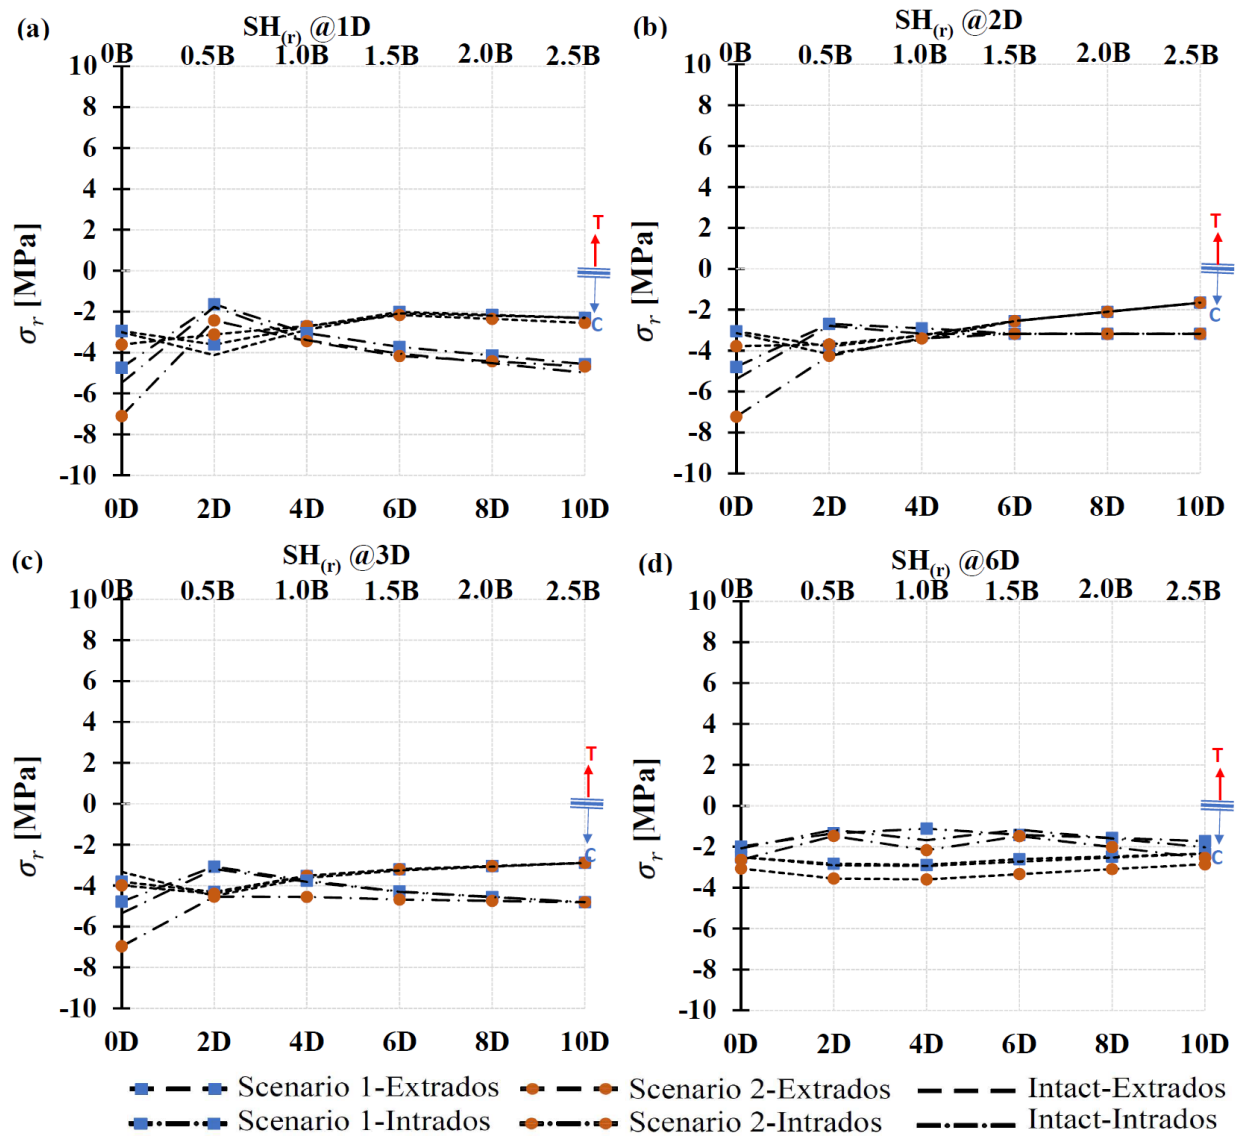 (a)
SH(r) @1D
0B 0.5B 1.0B 1.5B 2.0B 2.5B
10
8
6
4
2
0
-2
-4
-6
-8
-10
σr [MPa]
T
C
0D 2D 4D 6D 8D 10D
(b)
SH(r) @2D
0B 0.5B 1.0B 1.5B 2.0B 2.5B
10
8
6
4
2
0
-2
-4
-6
-8
-10
σr [MPa]
T
C
0D 2D 4D 6D 8D 10D
(c)
SH(r) @3D
0B 0.5B 1.0B 1.5B 2.0B 2.5B
10
8
6
4
2
0
-2
-4
-6
-8
-10
σr [MPa]
T
C
0D 2D 4D 6D 8D 10D
(d)
SH(r) @6D
0B 0.5B 1.0B 1.5B 2.0B 2.5B
10
8
6
4
2
0
-2
-4
-6
-8
-10
σr [MPa]
T
C
0D 2D 4D 6D 8D 10D
Scenario 1-Extrados Scenario 2-Extrados Intact-Extrados
Scenario 1-Intrados Scenario 2-Intrados Intact-Intrados